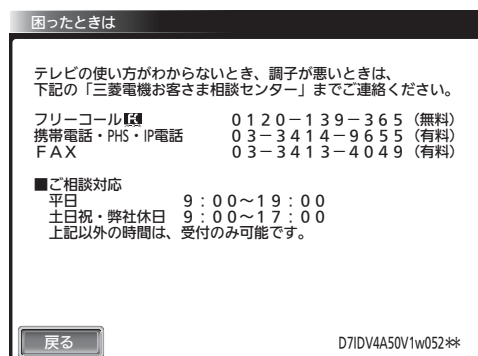 困ったときは
テレビの使い方がわからないとき、調子が悪いときは、
下記の「三菱電機お客さま相談センター」までご連絡ください。
フリーコール ０１２０－１３９－３６５（無料）
携帯電話・PHS・IP電話 ０３－３４１４－９６５５（有料）
ＦＡＸ ０３－３４１３－４０４９（有料）
■ご相談対応
平日 ９：００～１９：００
土日祝・弊社休日 ９：００～１７：００
上記以外の時間は、受付のみ可能です。
戻る
D7IDV4A50V1w052**